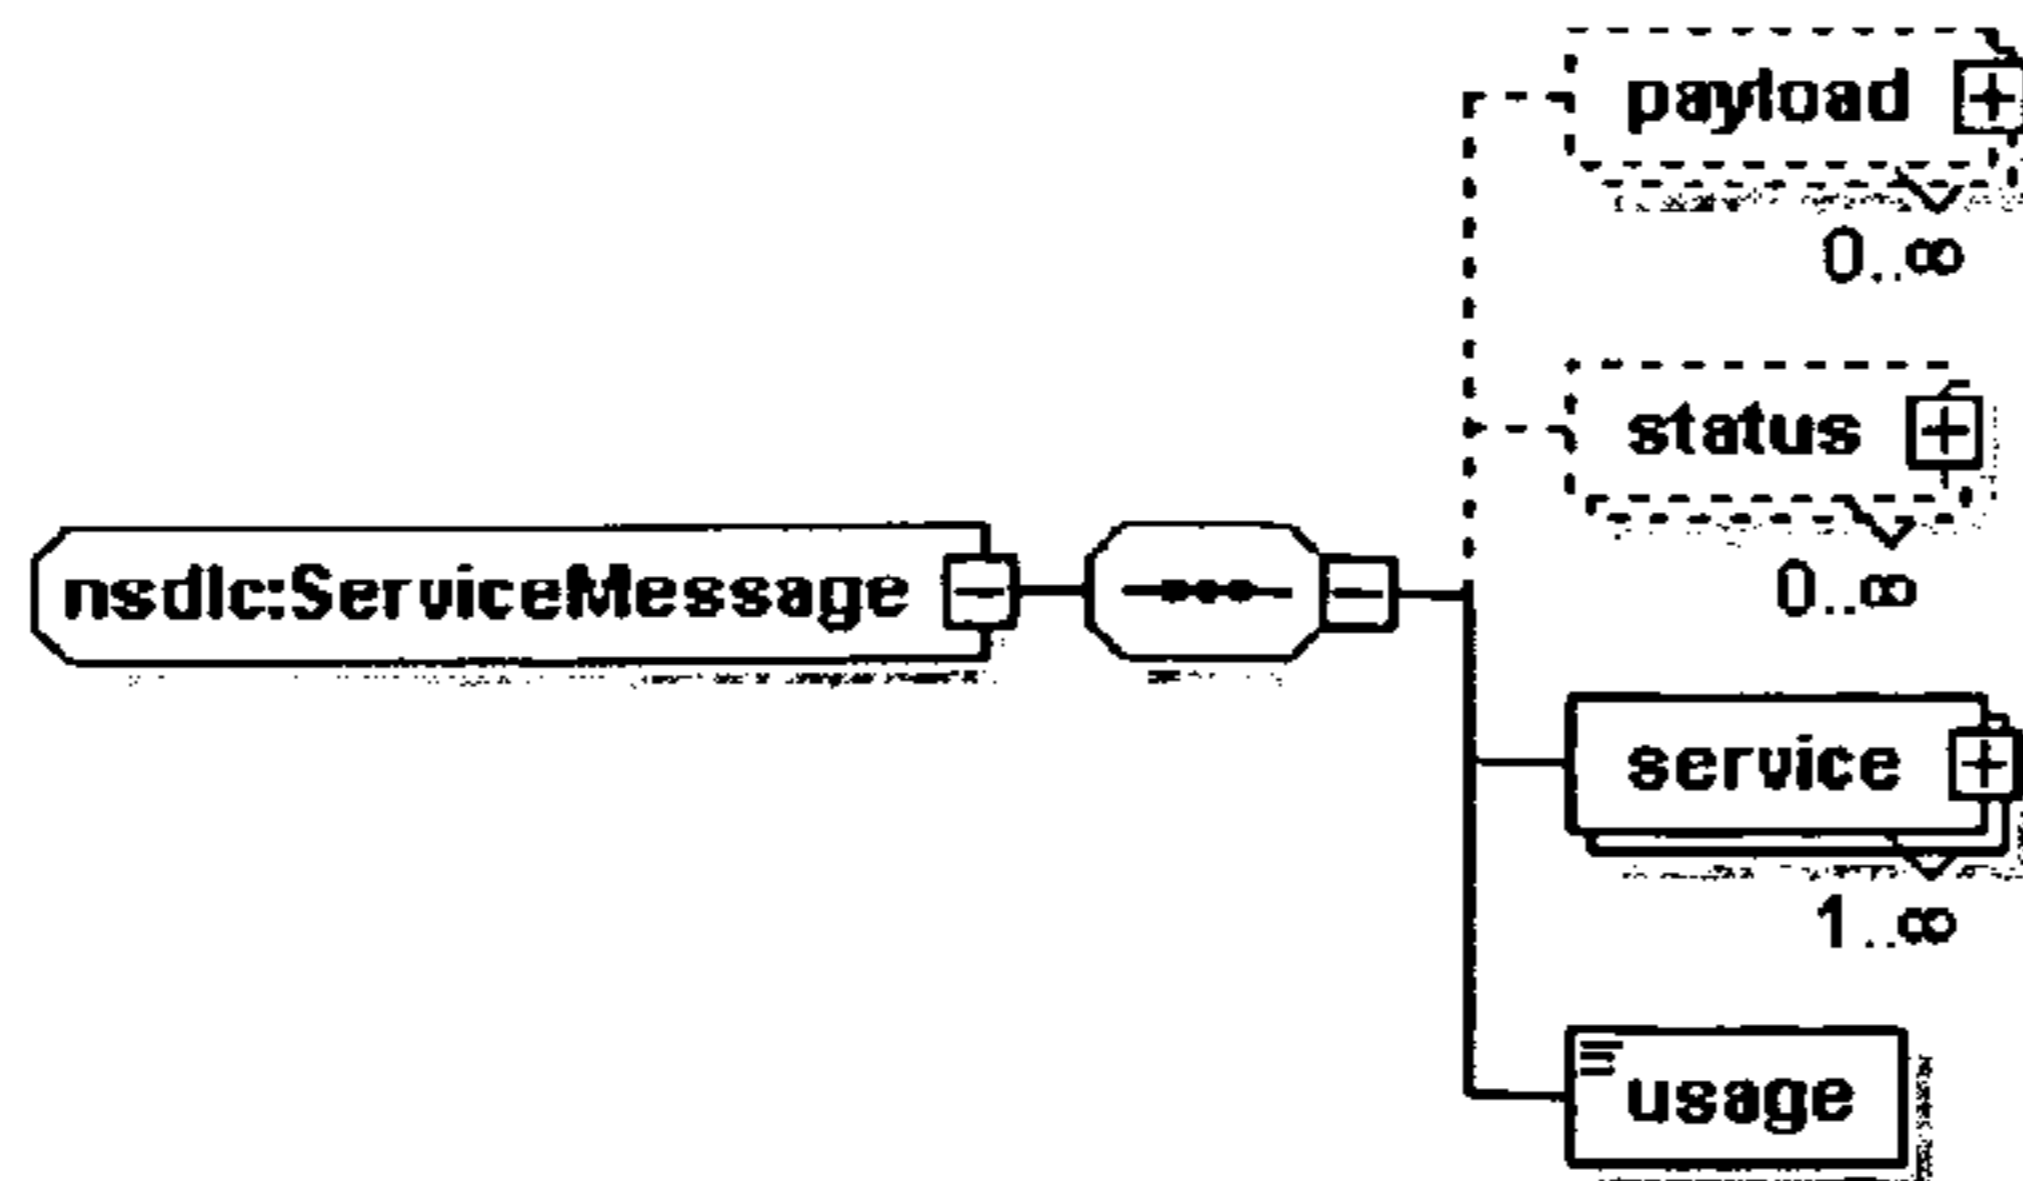 payload
0..∞
status
0..∞
nsdlc:ServiceMessage
service
1..∞
usage